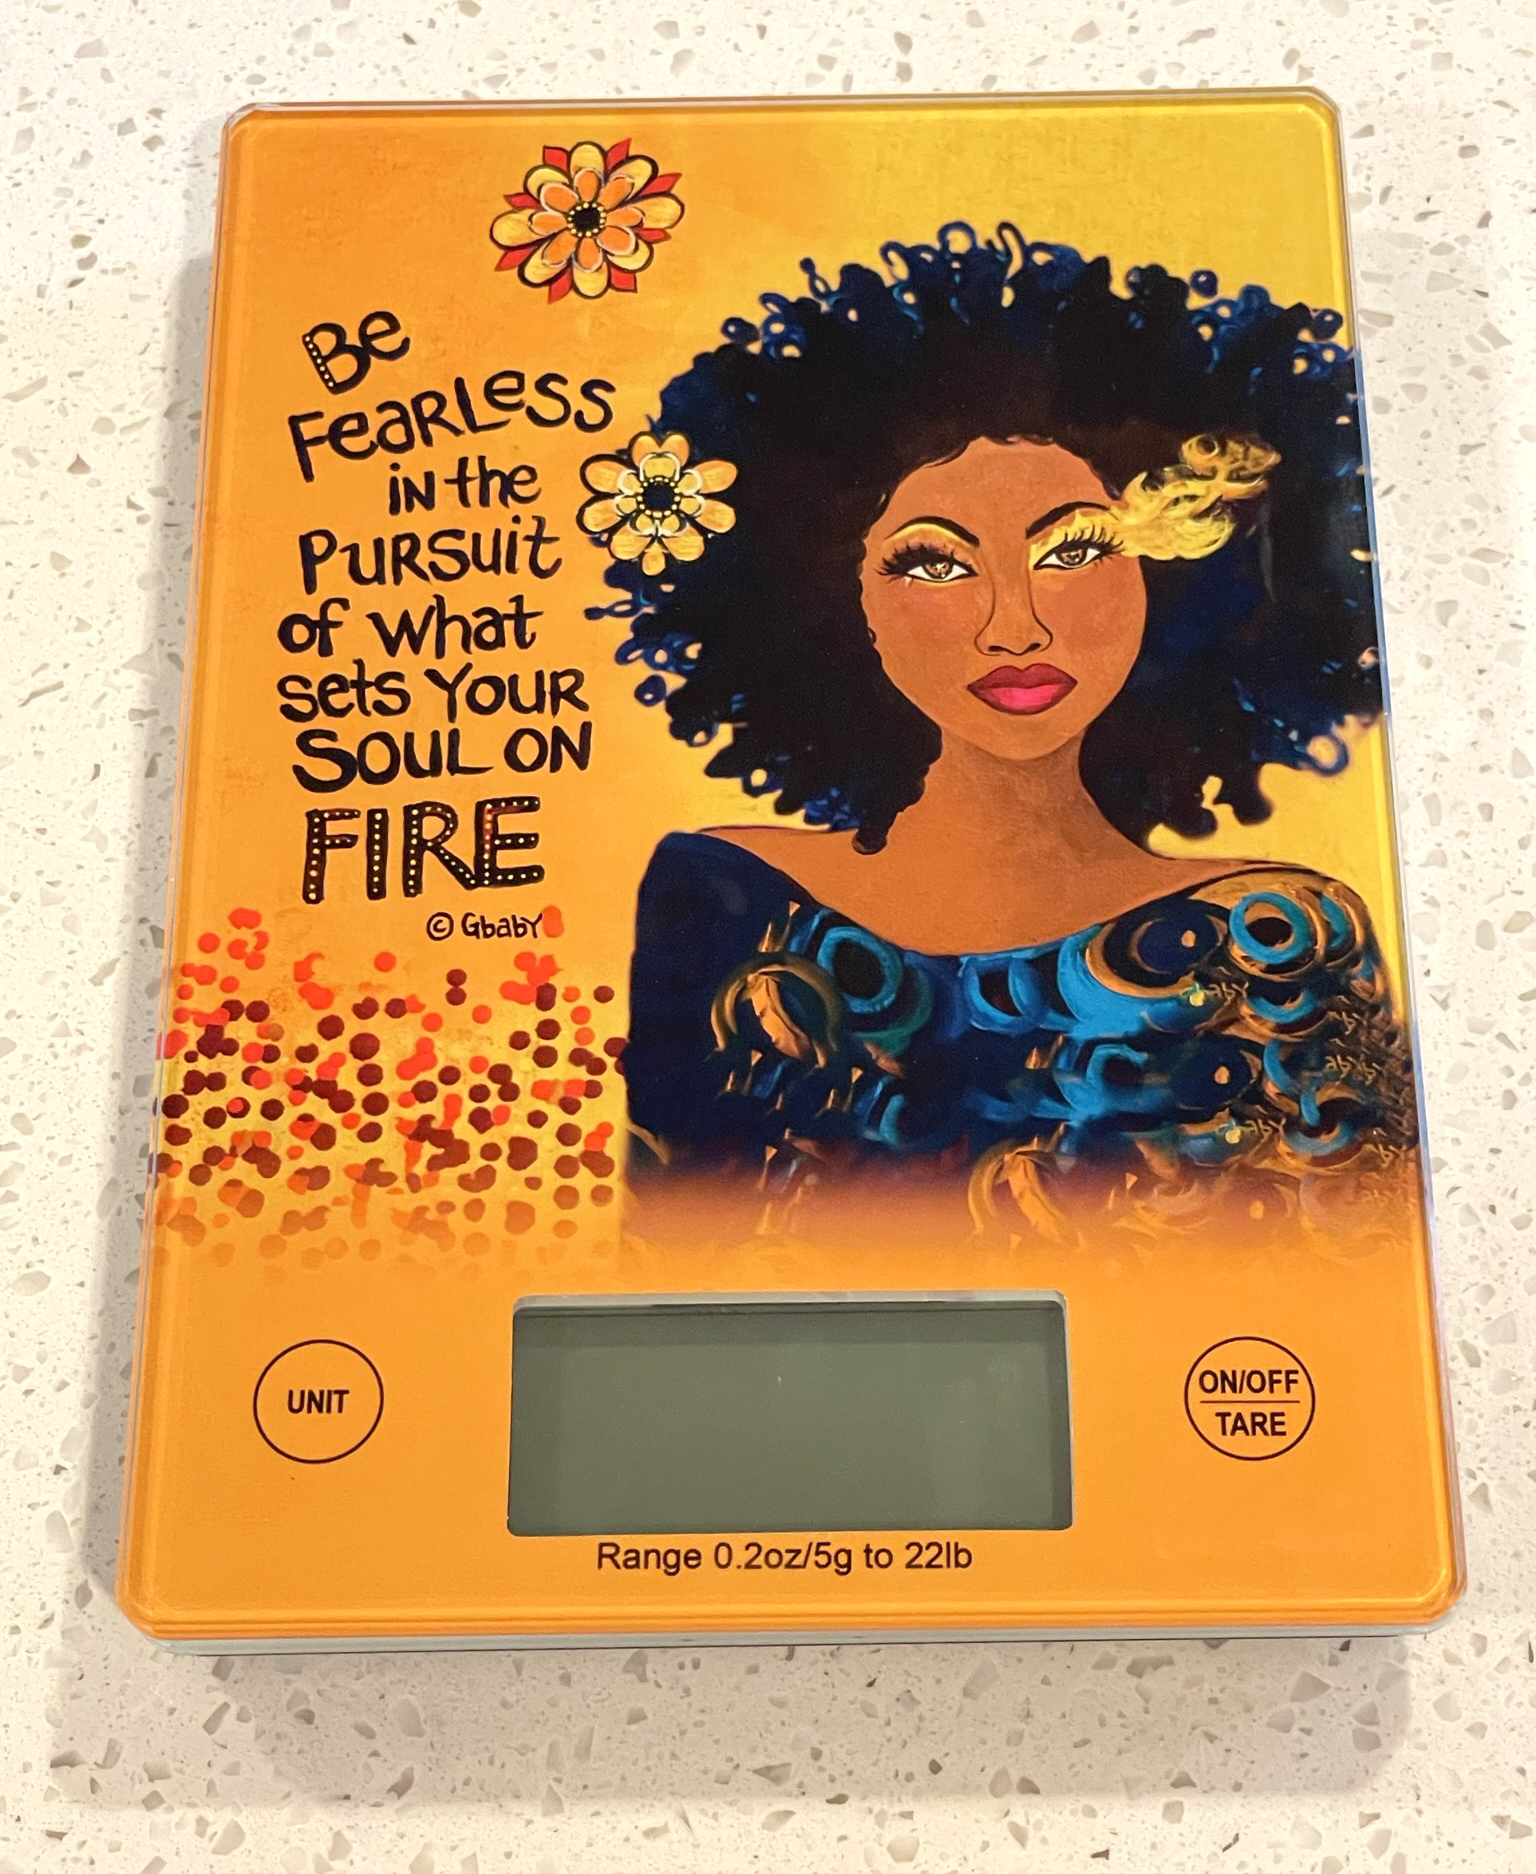 Be
FeaRLess
iN the
PuRSuit
of what
sets YOUR
SOUL ON
FIRE
© GbabY
UNIT
ON/OFF
TARE
Range 0.2oz/5g to 22lb